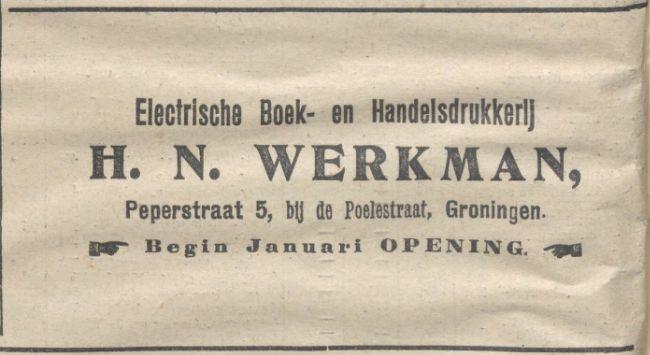 Electrische Boek- en Handelsdrukkerij
H. N. WERKMAN,
Peperstraat 5, bij de Poelestraat, Groningen.
Begin Januari OPENING.